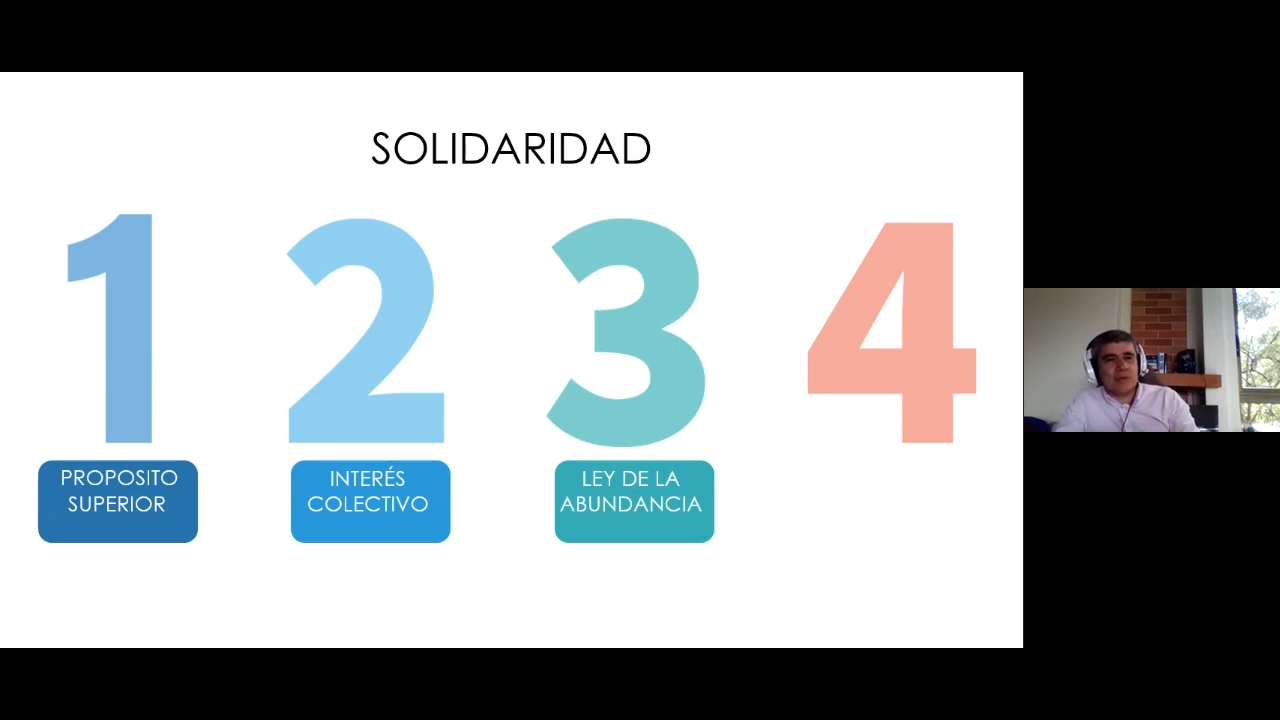 SOLIDARIDAD
1 2 3 4
PROPOSITO
SUPERIOR
INTERÉS
COLECTIVO
LEY DE LA
ABUNDANCIA